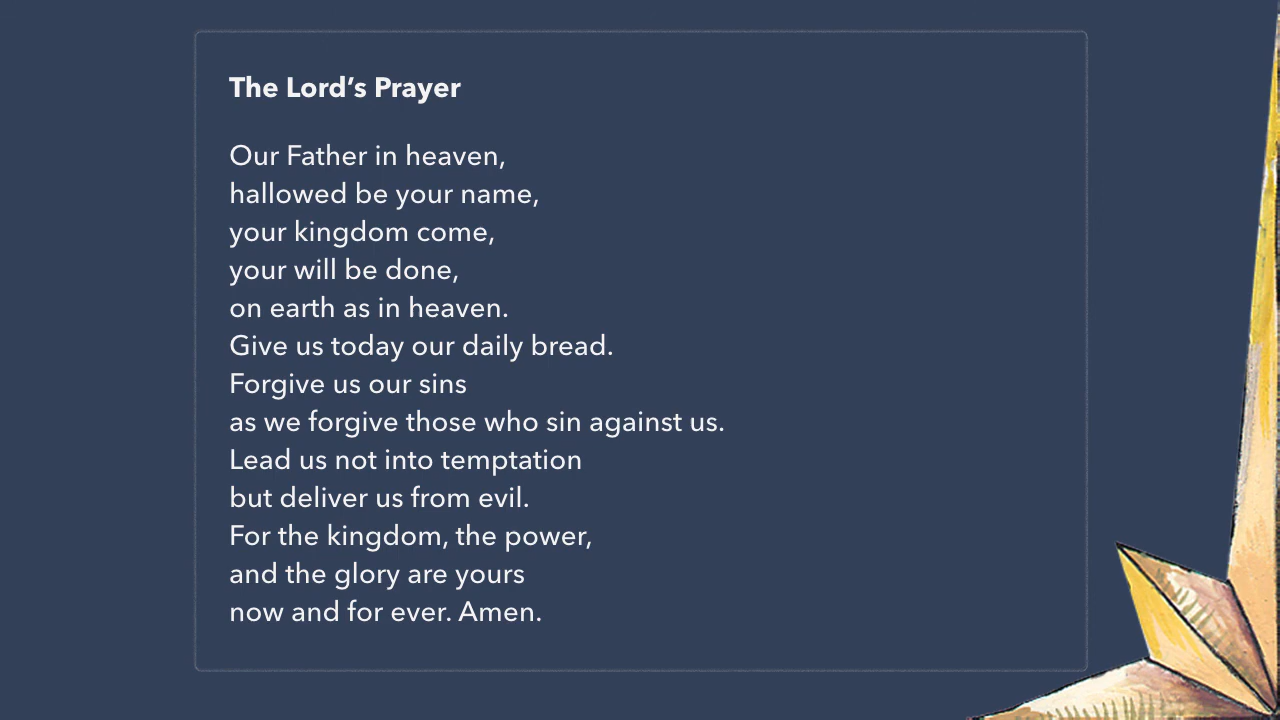 The Lord’s Prayer
Our Father in heaven,
hallowed be your name,
your kingdom come,
your will be done,
on earth as in heaven.
Give us today our daily bread.
Forgive us our sins
as we forgive those who sin against us.
Lead us not into temptation
but deliver us from evil.
For the kingdom, the power,
and the glory are yours
now and for ever. Amen.